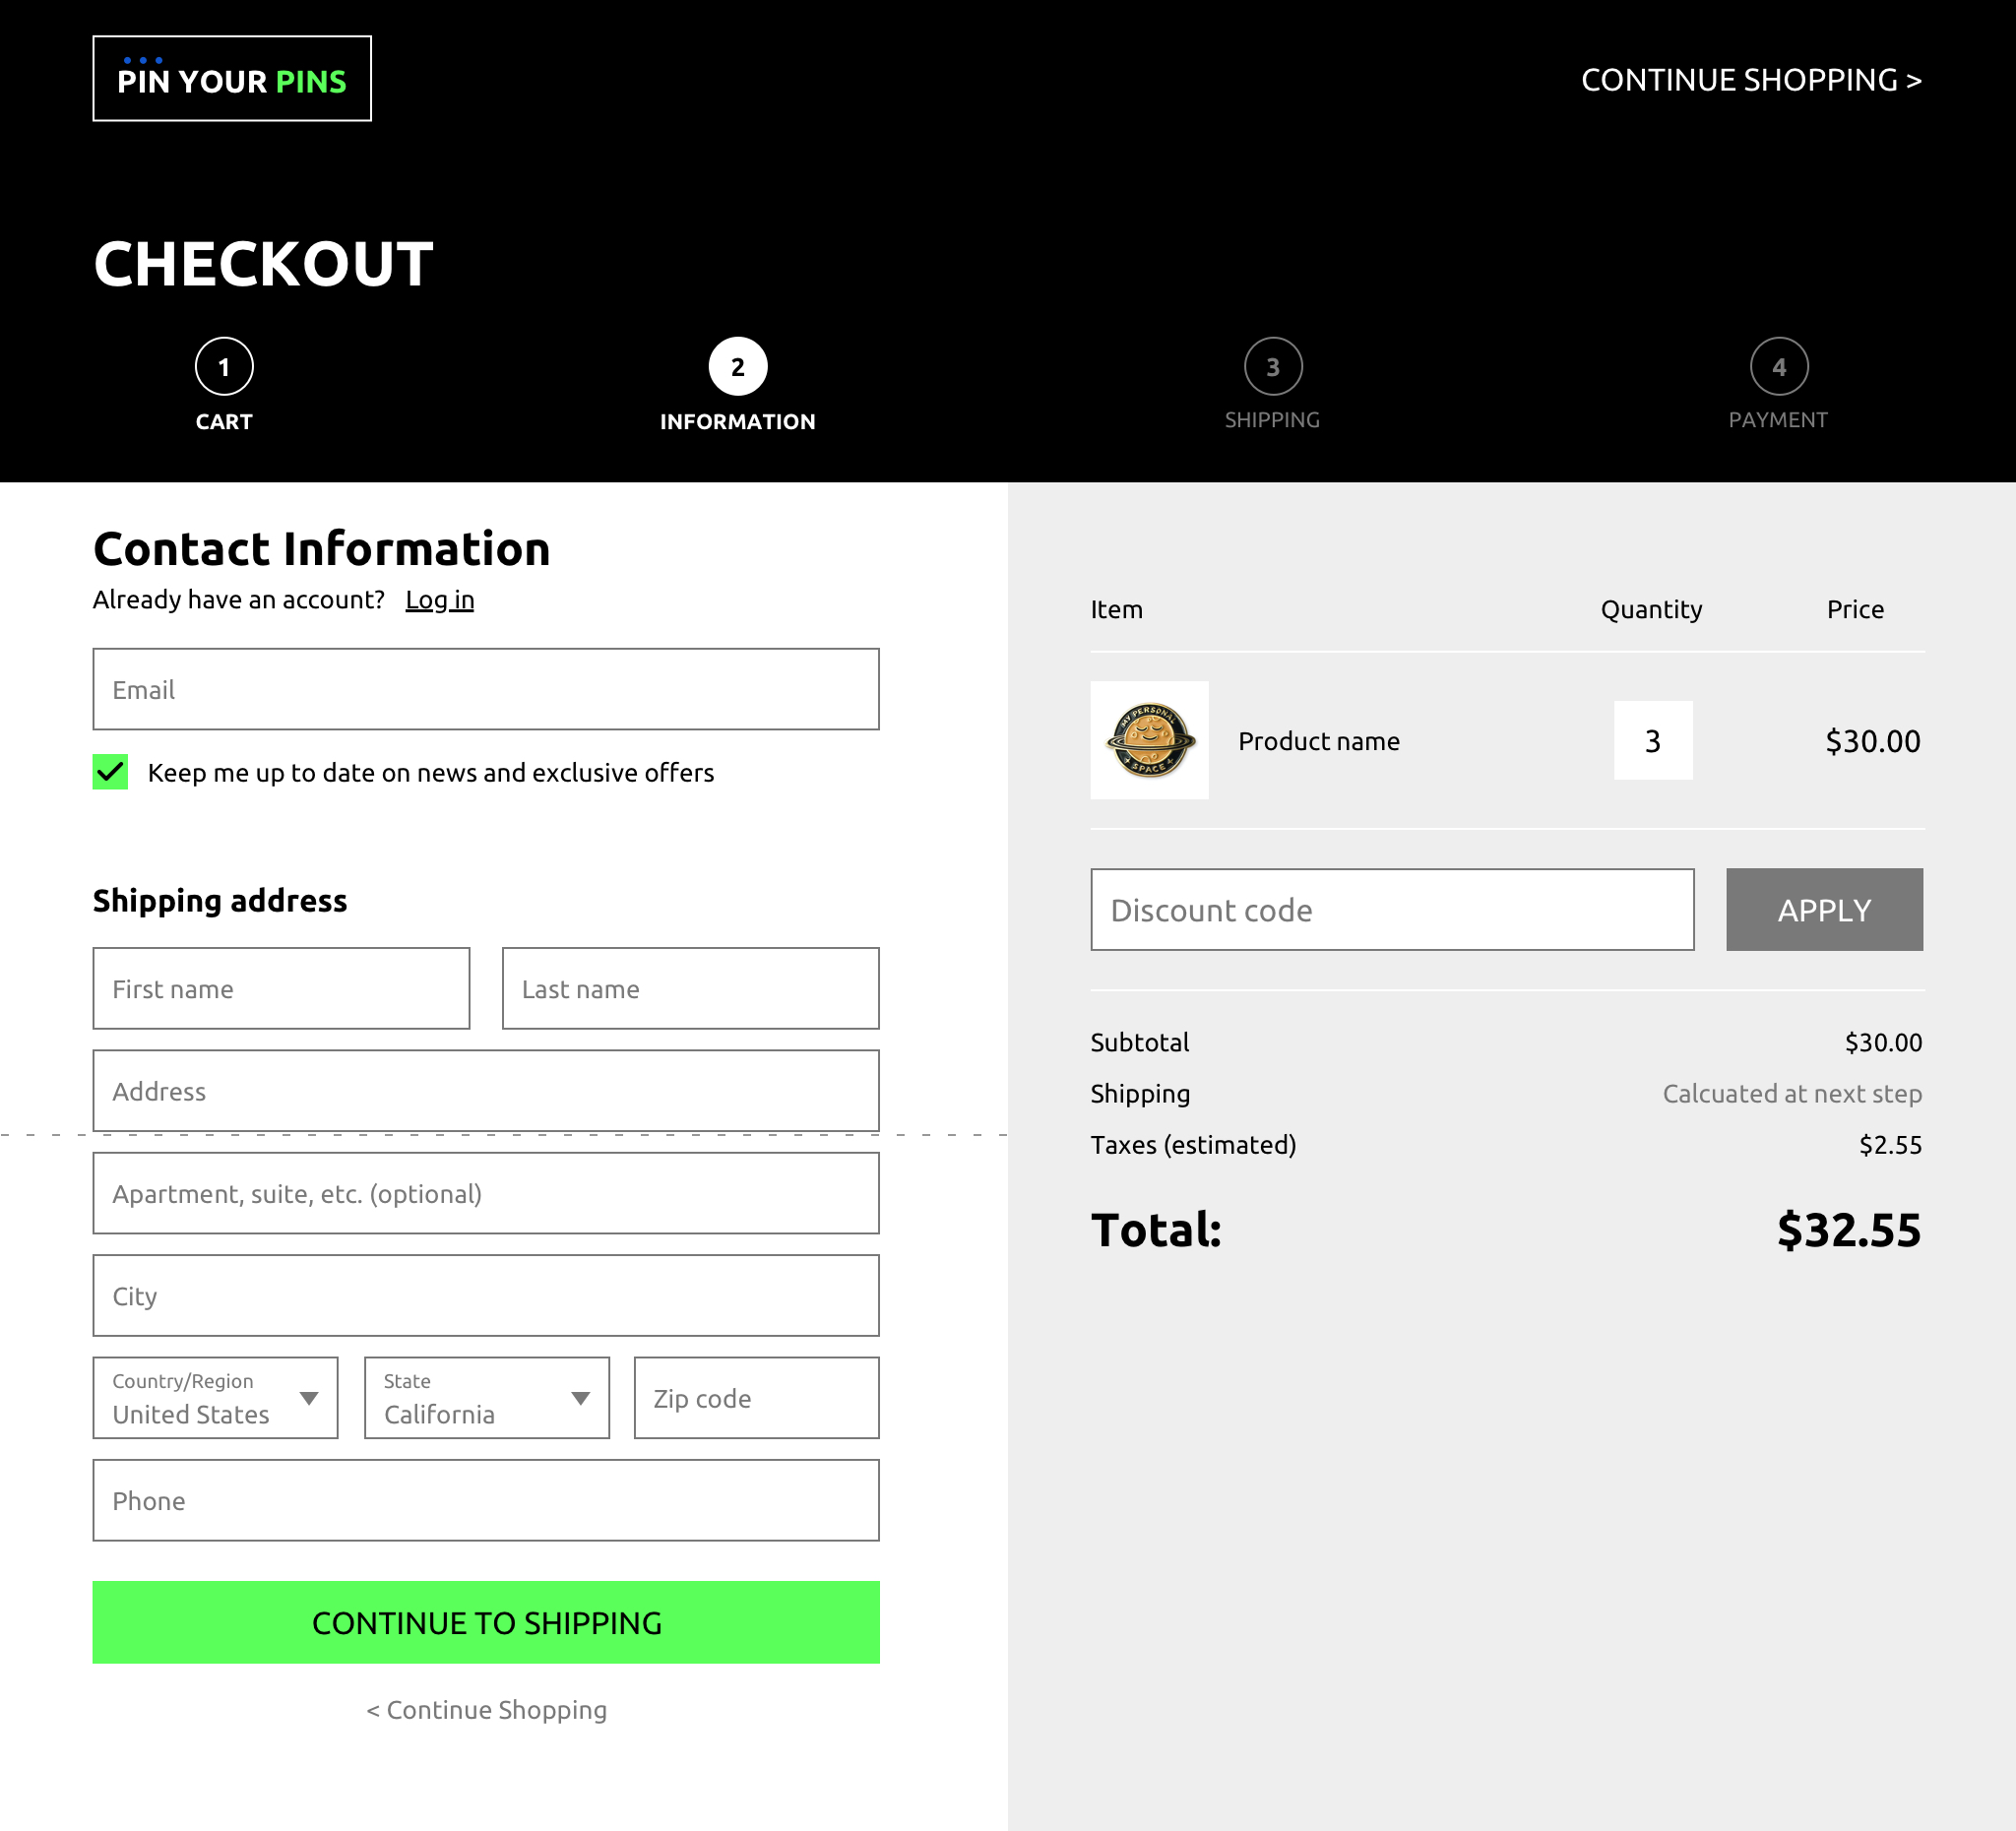 PIN YOUR PINS
CONTINUE SHOPPING >
CHECKOUT
1
CART
2
INFORMATION
3
SHIPPING
4
PAYMENT
Contact Information
Already have an account? Log in
Email
Keep me up to date on news and exclusive offers
Shipping address
First name
Last name
Address
Apartment, suite, etc. (optional)
City
Country/Region
United States
State
California
Zip code
Phone
CONTINUE TO SHIPPING
< Continue Shopping
Item Quantity Price
MY PERSONAL
SPACE
Product name 3 $30.00
Discount code
APPLY
Subtotal $30.00
Shipping Calcuated at next step
Taxes (estimated) $2.55
Total: $32.55